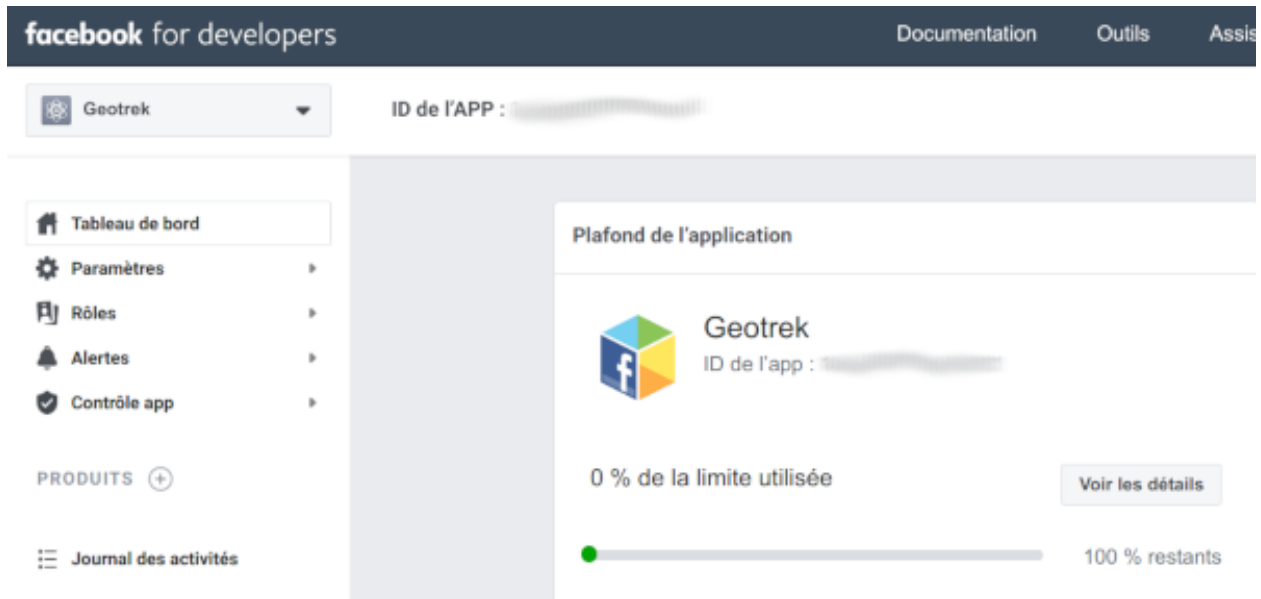 facebook for developers
Documentation
Outils
Geotrek
ID de l'APP :
Tableau de bord
Paramètres
Rôles
Alertes
Contrôle app
PRODUITS
Journal des activités
Plafond de l'application
Geotrek
ID de l'app :
0 % de la limite utilisée
Voir les détails
100 % restants